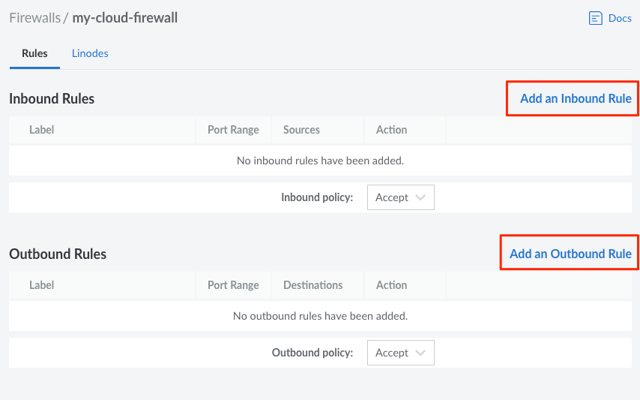 Firewalls / my-cloud-firewall Docs
Rules Linodes
Inbound Rules Add an Inbound Rule
Label Port Range Sources Action
No inbound rules have been added.
Inbound policy: Accept
Outbound Rules Add an Outbound Rule
Label Port Range Destinations Action
No outbound rules have been added.
Outbound policy: Accept